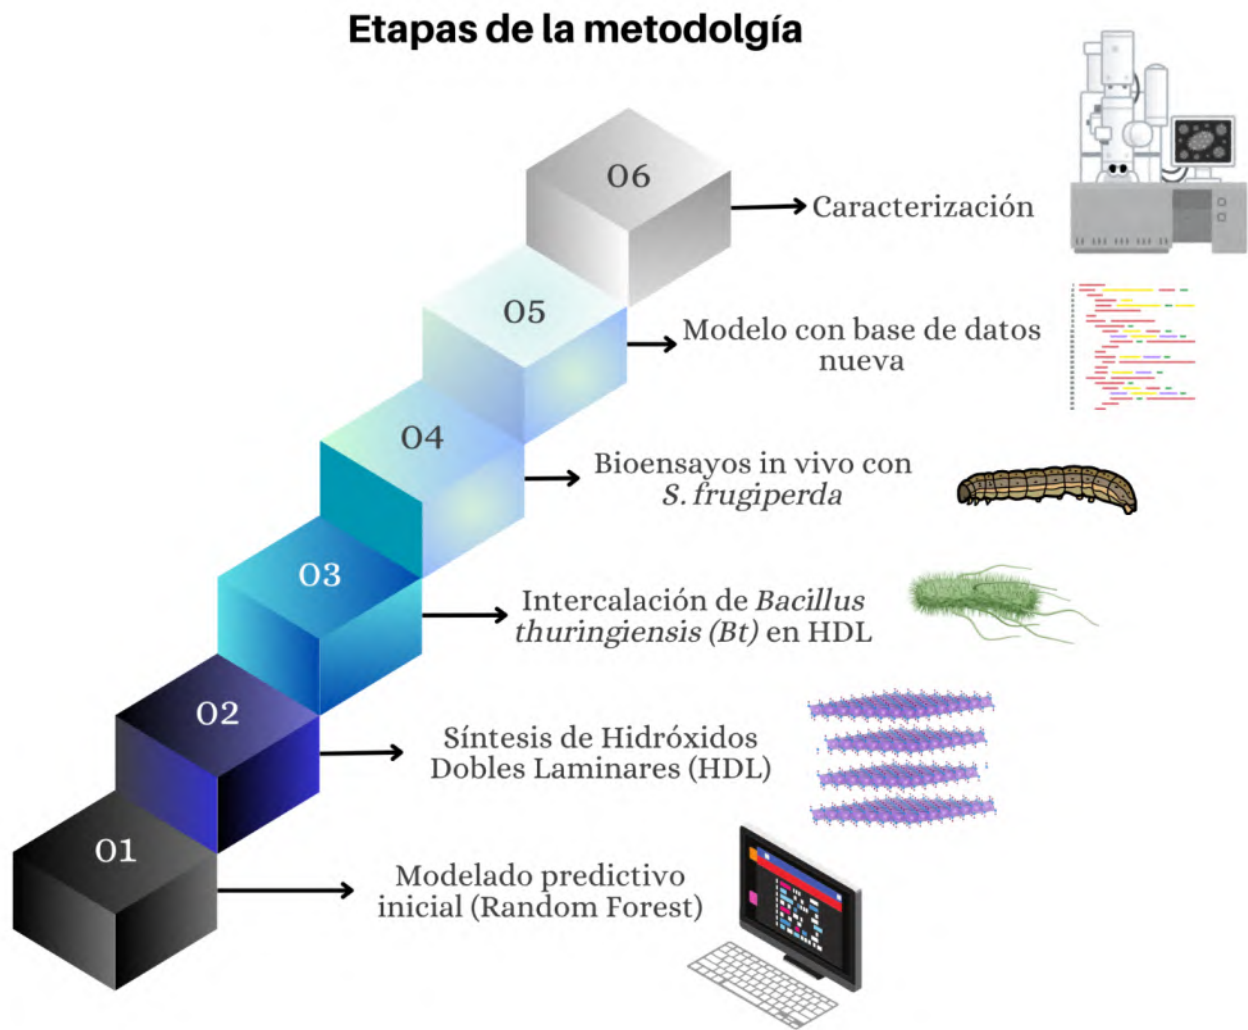 Etapas de la metodolgía
06
Caracterización
05
Modelo con base de datos
nueva
04
Bioensayos in vivo con
S. frugiperda
03
Intercalación de Bacillus
thuringiensis (Bt) en HDL
02
Síntesis de Hidróxidos
Dobles Laminares (HDL)
01
Modelado predictivo
inicial (Random Forest)